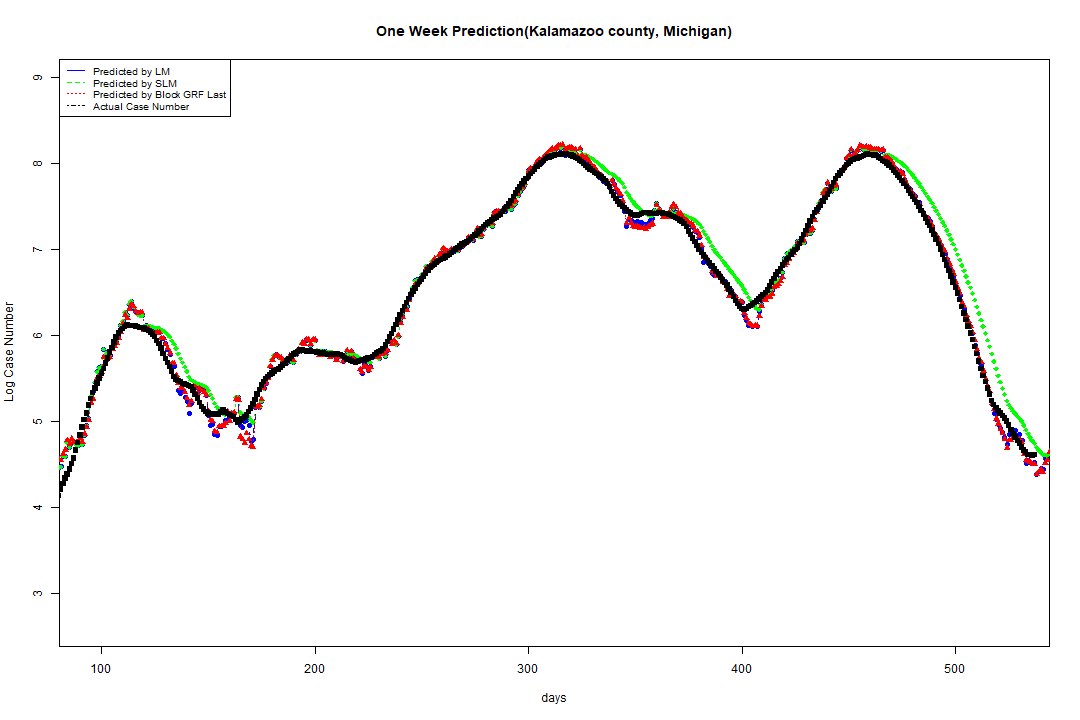 One Week Prediction(Kalamazoo county, Michigan)
Predicted by LM
Predicted by SLM
Predicted by Block GRF Last
Actual Case Number
9
8
7
6
5
4
3
Log Case Number
100 200 300 400 500
days